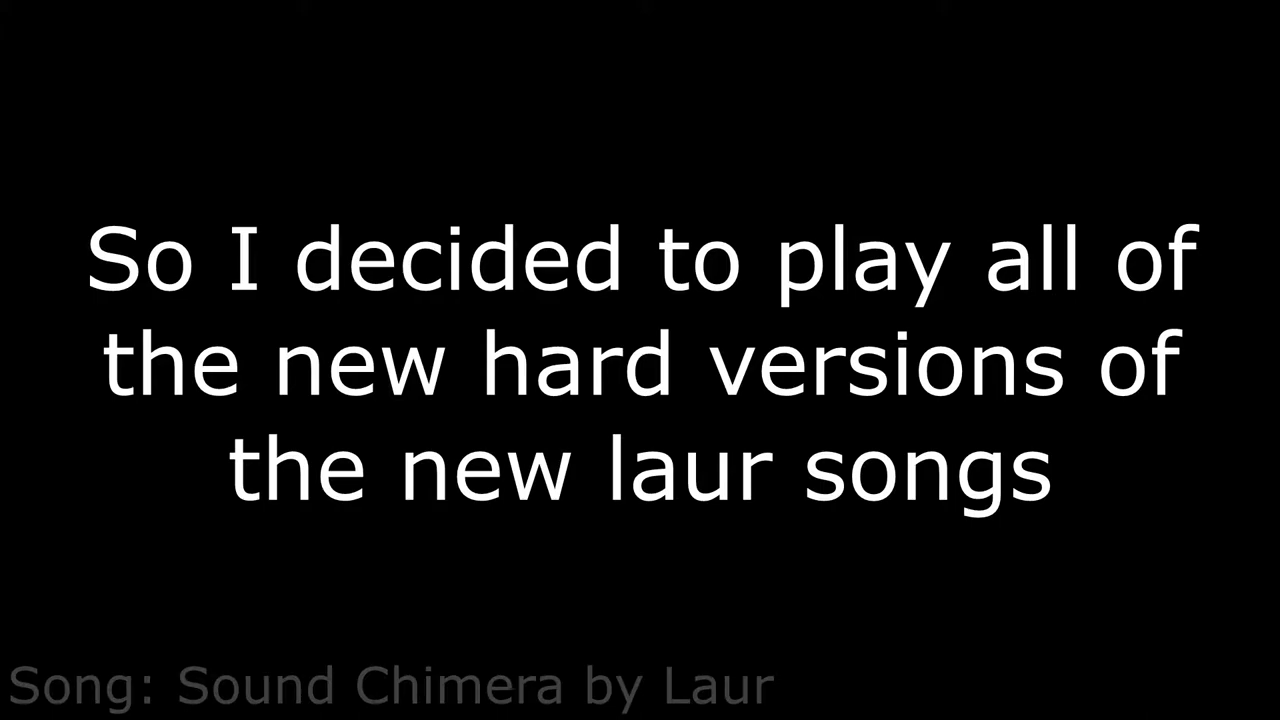 So I decided to play all of
the new hard versions of
the new laur songs
Song: Sound Chimera by Laur